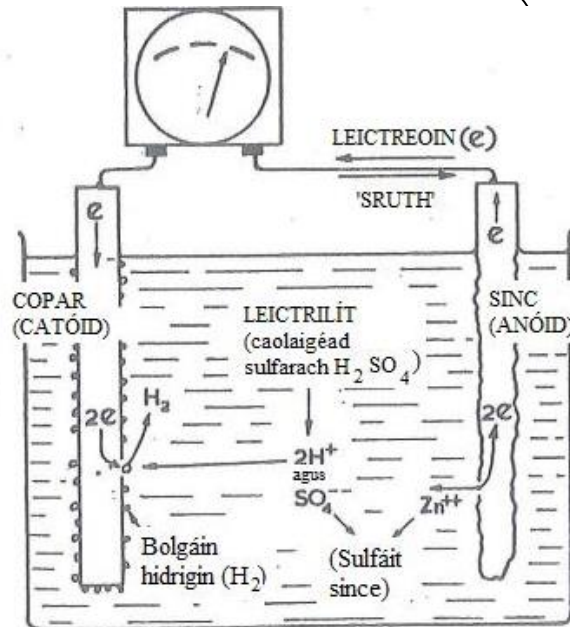 LEICTREOIN (e)
'SRUTH'
e
e
COPAR
(CATÓID)
LEICTRILÍT
(caolaigéad
sulfarach H₂ SO₄)
SINC
(ANÓID)
H₂
2e
2e
2H⁺
agus
SO₄⁻⁻
Zn⁺⁺
Bolgáin
hidrigin (H₂)
(Sulfáit
since)